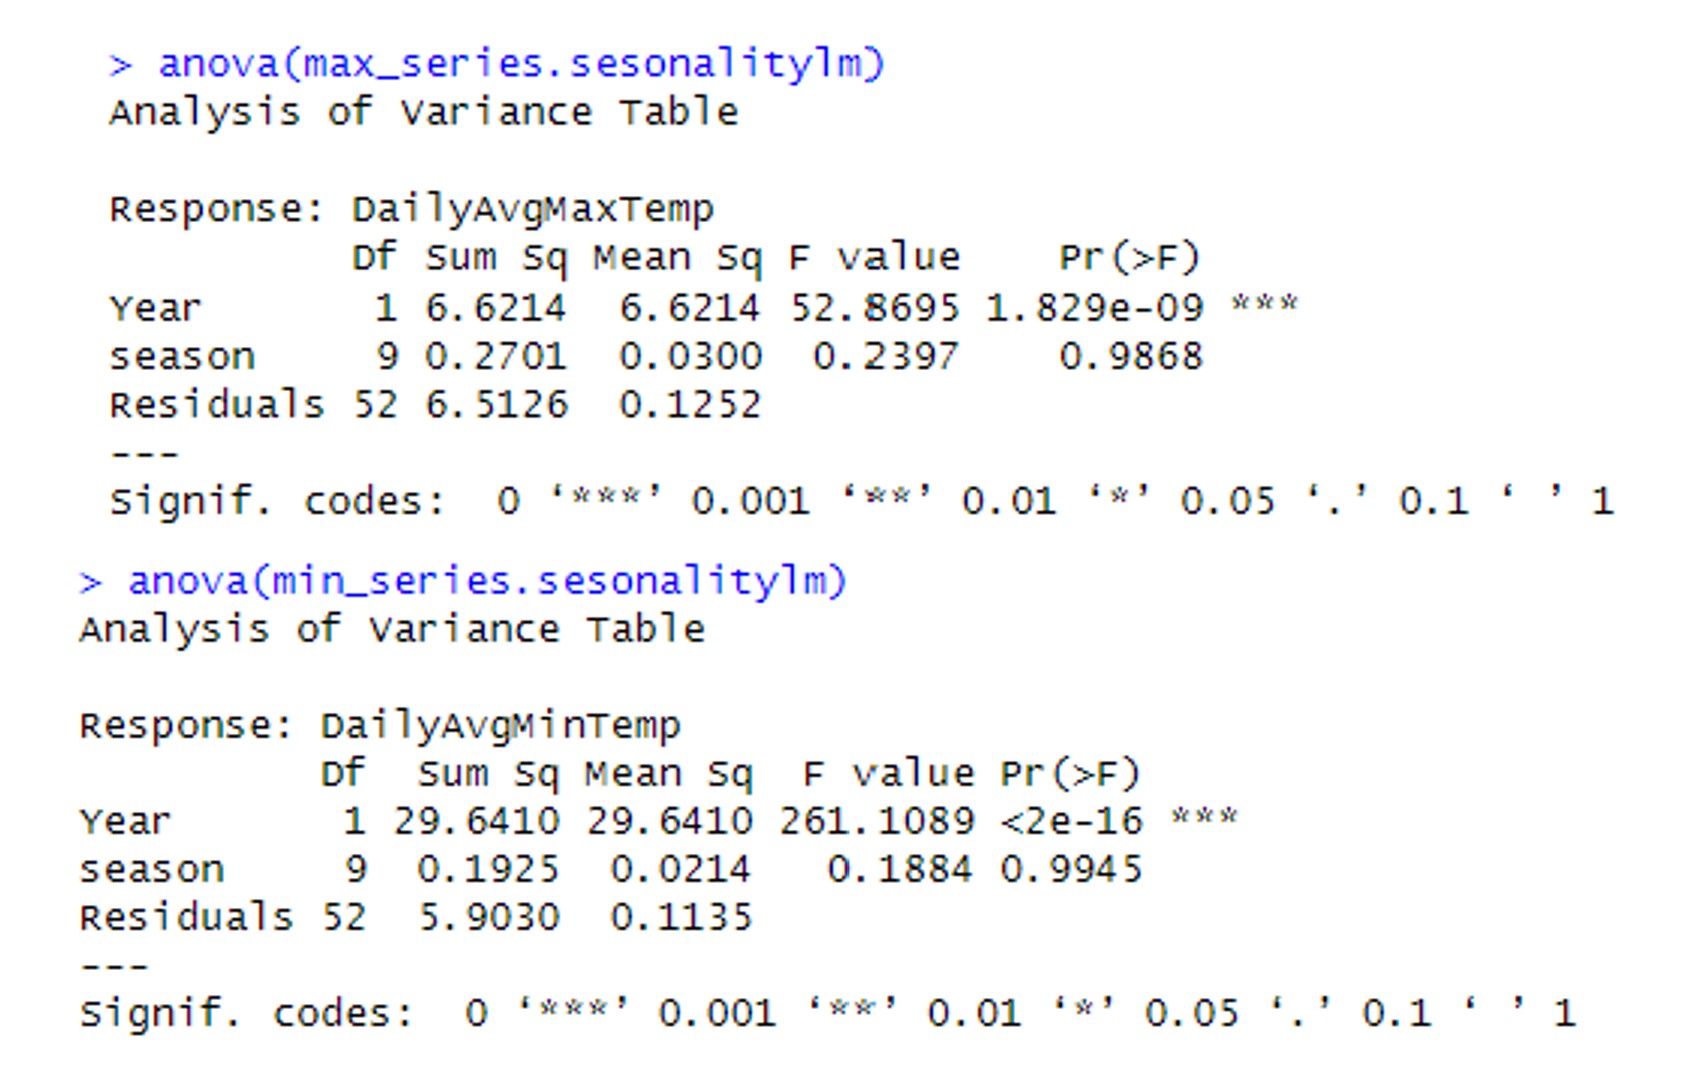 > anova(max_series.sesonalitylm)
Analysis of Variance Table

Response: DailyAvgMaxTemp
          Df Sum Sq Mean Sq F value    Pr(>F)
Year       1 6.6214  6.6214 52.8695 1.829e-09 ***
season     9 0.2701  0.0300  0.2397    0.9868
Residuals 52 6.5126  0.1252
---
Signif. codes:  0 ‘***’ 0.001 ‘**’ 0.01 ‘*’ 0.05 ‘.’ 0.1 ‘ ’ 1
> anova(min_series.sesonalitylm)
Analysis of Variance Table

Response: DailyAvgMinTemp
          Df  Sum Sq Mean Sq  F value Pr(>F)
Year       1 29.6410 29.6410 261.1089 <2e-16 ***
season     9  0.1925  0.0214   0.1884 0.9945
Residuals 52  5.9030  0.1135
---
Signif. codes:  0 ‘***’ 0.001 ‘**’ 0.01 ‘*’ 0.05 ‘.’ 0.1 ‘ ’ 1